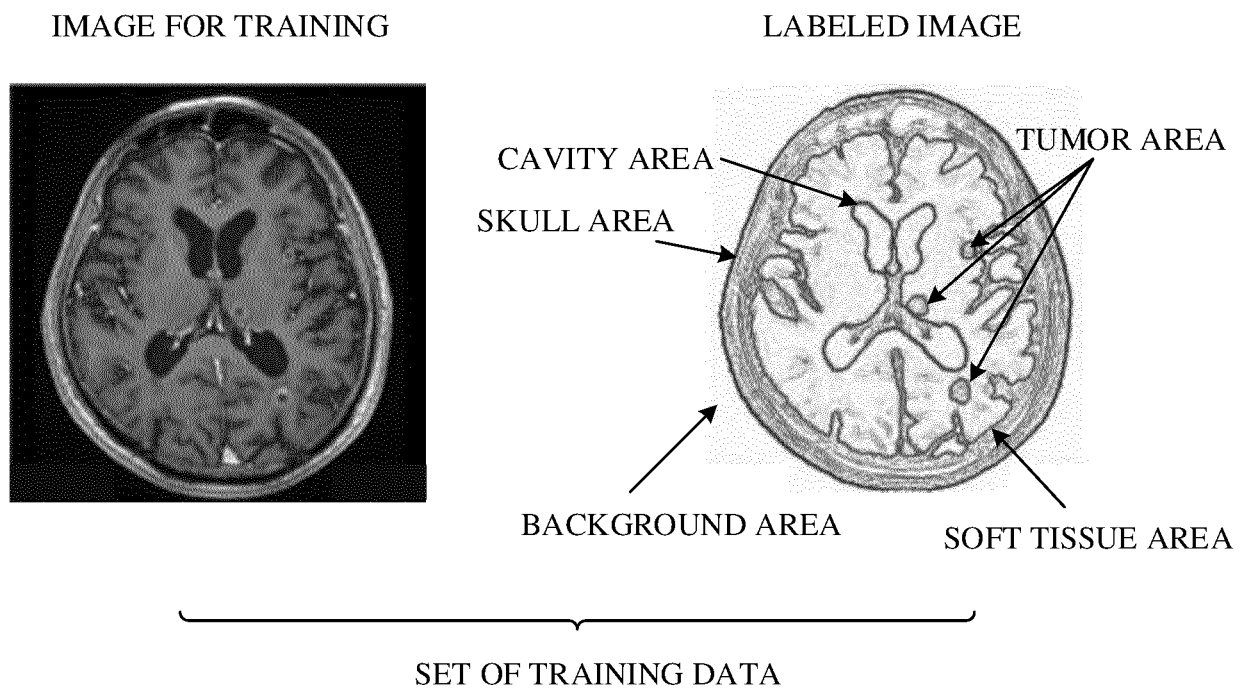 IMAGE FOR TRAINING
LABELED IMAGE
CAVITY AREA
TUMOR AREA
SKULL AREA
BACKGROUND AREA
SOFT TISSUE AREA
SET OF TRAINING DATA